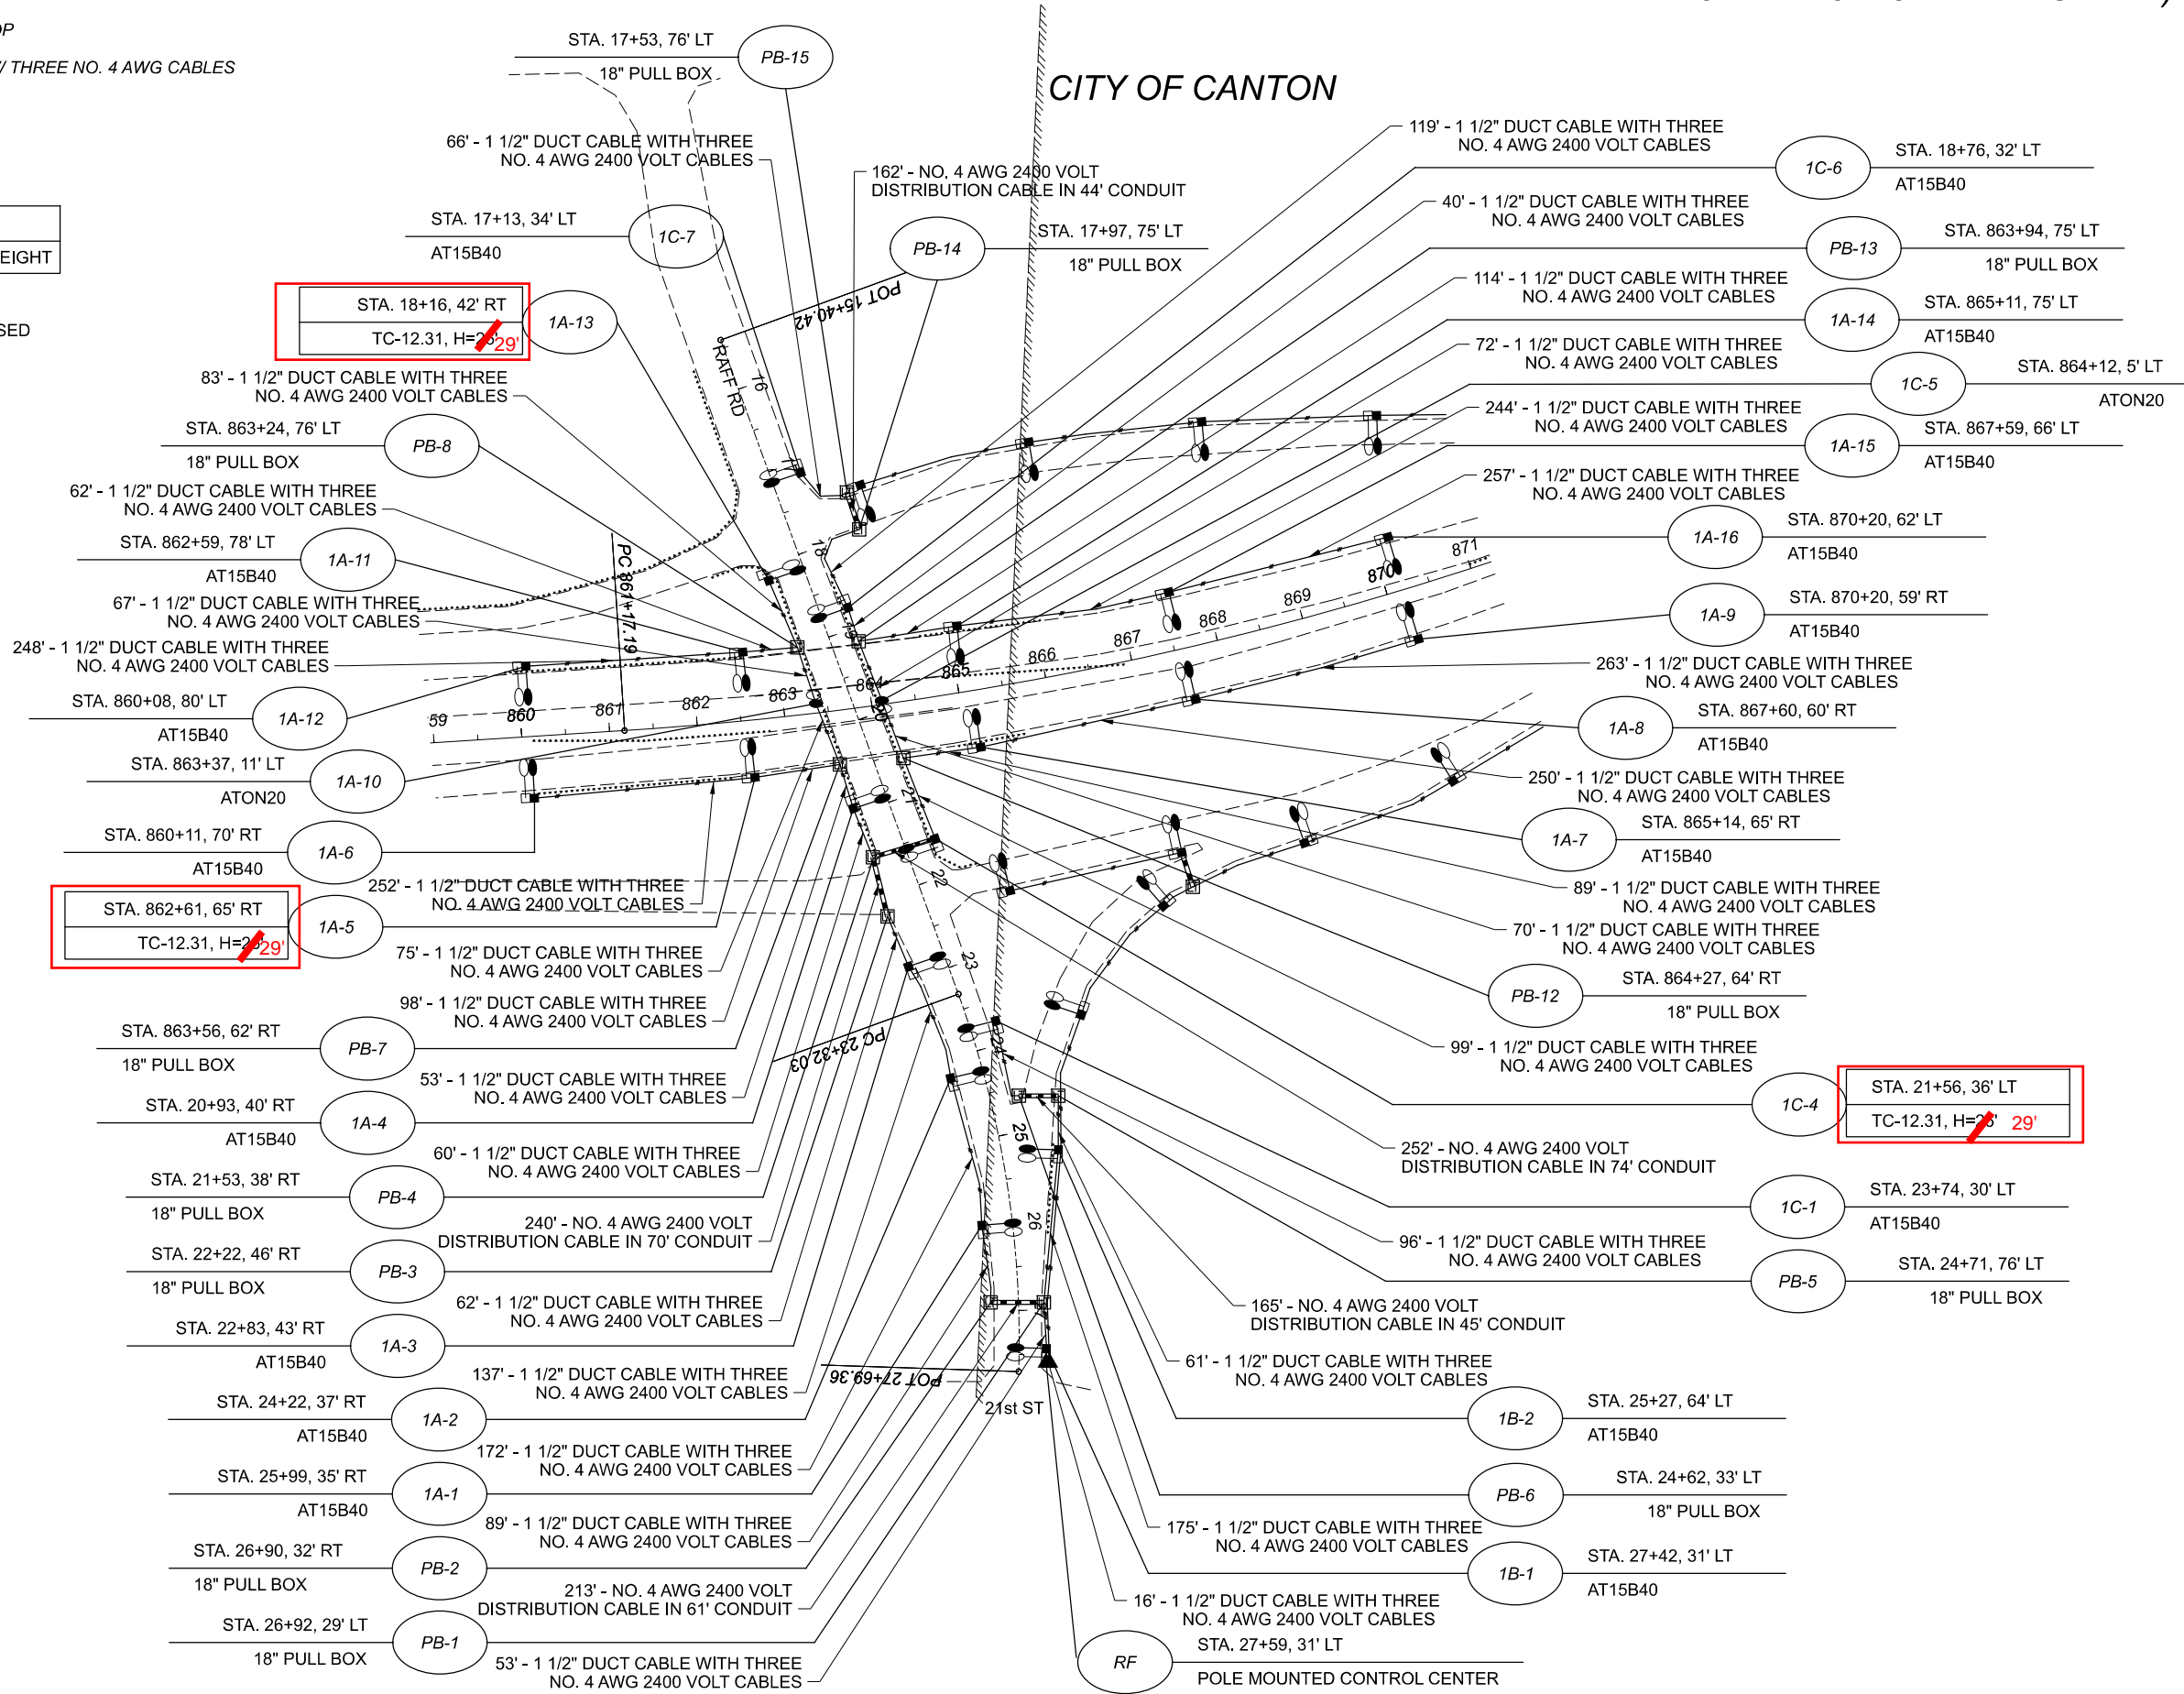 OP
/ THREE NO. 4 AWG CABLES
EIGHT
SED
CITY OF CANTON
STA. 17+53, 76' LT
18" PULL BOX
PB-15
66' - 1 1/2" DUCT CABLE WITH THREE
NO. 4 AWG 2400 VOLT CABLES
162' - NO. 4 AWG 2400 VOLT
DISTRIBUTION CABLE IN 44' CONDUIT
STA. 17+13, 34' LT
AT15B40
1C-7
PB-14
STA. 17+97, 75' LT
18" PULL BOX
STA. 18+16, 42' RT
TC-12.31, H= 29'
1A-13
83' - 1 1/2" DUCT CABLE WITH THREE
NO. 4 AWG 2400 VOLT CABLES
STA. 863+24, 76' LT
18" PULL BOX
PB-8
62' - 1 1/2" DUCT CABLE WITH THREE
NO. 4 AWG 2400 VOLT CABLES
STA. 862+59, 78' LT
AT15B40
1A-11
67' - 1 1/2" DUCT CABLE WITH THREE
NO. 4 AWG 2400 VOLT CABLES
248' - 1 1/2" DUCT CABLE WITH THREE
NO. 4 AWG 2400 VOLT CABLES
STA. 860+08, 80' LT
AT15B40
1A-12
STA. 863+37, 11' LT
ATON20
1A-10
STA. 860+11, 70' RT
AT15B40
1A-6
252' - 1 1/2" DUCT CABLE WITH THREE
NO. 4 AWG 2400 VOLT CABLES
STA. 862+61, 65' RT
TC-12.31, H= 29'
1A-5
75' - 1 1/2" DUCT CABLE WITH THREE
NO. 4 AWG 2400 VOLT CABLES
98' - 1 1/2" DUCT CABLE WITH THREE
NO. 4 AWG 2400 VOLT CABLES
STA. 863+56, 62' RT
18" PULL BOX
PB-7
53' - 1 1/2" DUCT CABLE WITH THREE
NO. 4 AWG 2400 VOLT CABLES
STA. 20+93, 40' RT
AT15B40
1A-4
60' - 1 1/2" DUCT CABLE WITH THREE
NO. 4 AWG 2400 VOLT CABLES
STA. 21+53, 38' RT
18" PULL BOX
PB-4
240' - NO. 4 AWG 2400 VOLT
DISTRIBUTION CABLE IN 70' CONDUIT
STA. 22+22, 46' RT
18" PULL BOX
PB-3
62' - 1 1/2" DUCT CABLE WITH THREE
NO. 4 AWG 2400 VOLT CABLES
STA. 22+83, 43' RT
AT15B40
1A-3
137' - 1 1/2" DUCT CABLE WITH THREE
NO. 4 AWG 2400 VOLT CABLES
STA. 24+22, 37' RT
AT15B40
1A-2
172' - 1 1/2" DUCT CABLE WITH THREE
NO. 4 AWG 2400 VOLT CABLES
STA. 25+99, 35' RT
AT15B40
1A-1
89' - 1 1/2" DUCT CABLE WITH THREE
NO. 4 AWG 2400 VOLT CABLES
STA. 26+90, 32' RT
18" PULL BOX
PB-2
213' - NO. 4 AWG 2400 VOLT
DISTRIBUTION CABLE IN 61' CONDUIT
STA. 26+92, 29' LT
18" PULL BOX
PB-1
53' - 1 1/2" DUCT CABLE WITH THREE
NO. 4 AWG 2400 VOLT CABLES
POT 15+40.42
RAFF RD
16
17
18
19
20
21
22
23
24
25
26
PC 861+17.19
59
860
861
862
863
864
865
866
867
868
869
870
871
PC 23+32.03
POT 27+69.36
21st ST
119' - 1 1/2" DUCT CABLE WITH THREE
NO. 4 AWG 2400 VOLT CABLES
1C-6
STA. 18+76, 32' LT
AT15B40
40' - 1 1/2" DUCT CABLE WITH THREE
NO. 4 AWG 2400 VOLT CABLES
PB-13
STA. 863+94, 75' LT
18" PULL BOX
114' - 1 1/2" DUCT CABLE WITH THREE
NO. 4 AWG 2400 VOLT CABLES
1A-14
STA. 865+11, 75' LT
AT15B40
72' - 1 1/2" DUCT CABLE WITH THREE
NO. 4 AWG 2400 VOLT CABLES
1C-5
STA. 864+12, 5' LT
ATON20
244' - 1 1/2" DUCT CABLE WITH THREE
NO. 4 AWG 2400 VOLT CABLES
1A-15
STA. 867+59, 66' LT
AT15B40
257' - 1 1/2" DUCT CABLE WITH THREE
NO. 4 AWG 2400 VOLT CABLES
1A-16
STA. 870+20, 62' LT
AT15B40
1A-9
STA. 870+20, 59' RT
AT15B40
263' - 1 1/2" DUCT CABLE WITH THREE
NO. 4 AWG 2400 VOLT CABLES
1A-8
STA. 867+60, 60' RT
AT15B40
250' - 1 1/2" DUCT CABLE WITH THREE
NO. 4 AWG 2400 VOLT CABLES
1A-7
STA. 865+14, 65' RT
AT15B40
89' - 1 1/2" DUCT CABLE WITH THREE
NO. 4 AWG 2400 VOLT CABLES
70' - 1 1/2" DUCT CABLE WITH THREE
NO. 4 AWG 2400 VOLT CABLES
PB-12
STA. 864+27, 64' RT
18" PULL BOX
99' - 1 1/2" DUCT CABLE WITH THREE
NO. 4 AWG 2400 VOLT CABLES
1C-4
STA. 21+56, 36' LT
TC-12.31, H= 29'
252' - NO. 4 AWG 2400 VOLT
DISTRIBUTION CABLE IN 74' CONDUIT
1C-1
STA. 23+74, 30' LT
AT15B40
96' - 1 1/2" DUCT CABLE WITH THREE
NO. 4 AWG 2400 VOLT CABLES
PB-5
STA. 24+71, 76' LT
18" PULL BOX
165' - NO. 4 AWG 2400 VOLT
DISTRIBUTION CABLE IN 45' CONDUIT
61' - 1 1/2" DUCT CABLE WITH THREE
NO. 4 AWG 2400 VOLT CABLES
1B-2
STA. 25+27, 64' LT
AT15B40
PB-6
STA. 24+62, 33' LT
18" PULL BOX
175' - 1 1/2" DUCT CABLE WITH THREE
NO. 4 AWG 2400 VOLT CABLES
1B-1
STA. 27+42, 31' LT
AT15B40
16' - 1 1/2" DUCT CABLE WITH THREE
NO. 4 AWG 2400 VOLT CABLES
RF
STA. 27+59, 31' LT
POLE MOUNTED CONTROL CENTER